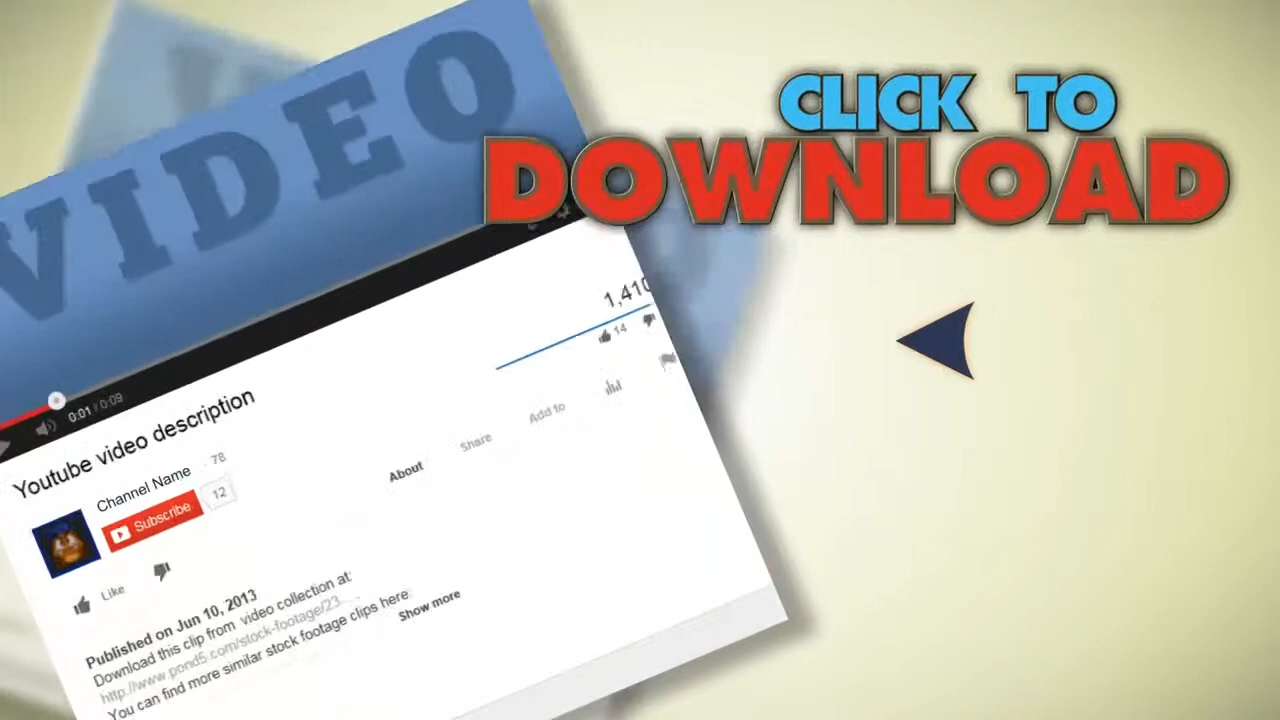 VIDEO
CLICK TO
DOWNLOAD
0:01 / 0:09
1,410
14
Youtube video description
Channel Name · 78
Subscribe 12
About
Share
Add to
Like
Published on Jun 10, 2013
Download this clip from video collection at:
http://www.pond5.com/stock-footage/23
You can find more similar stock footage clips here:
Show more